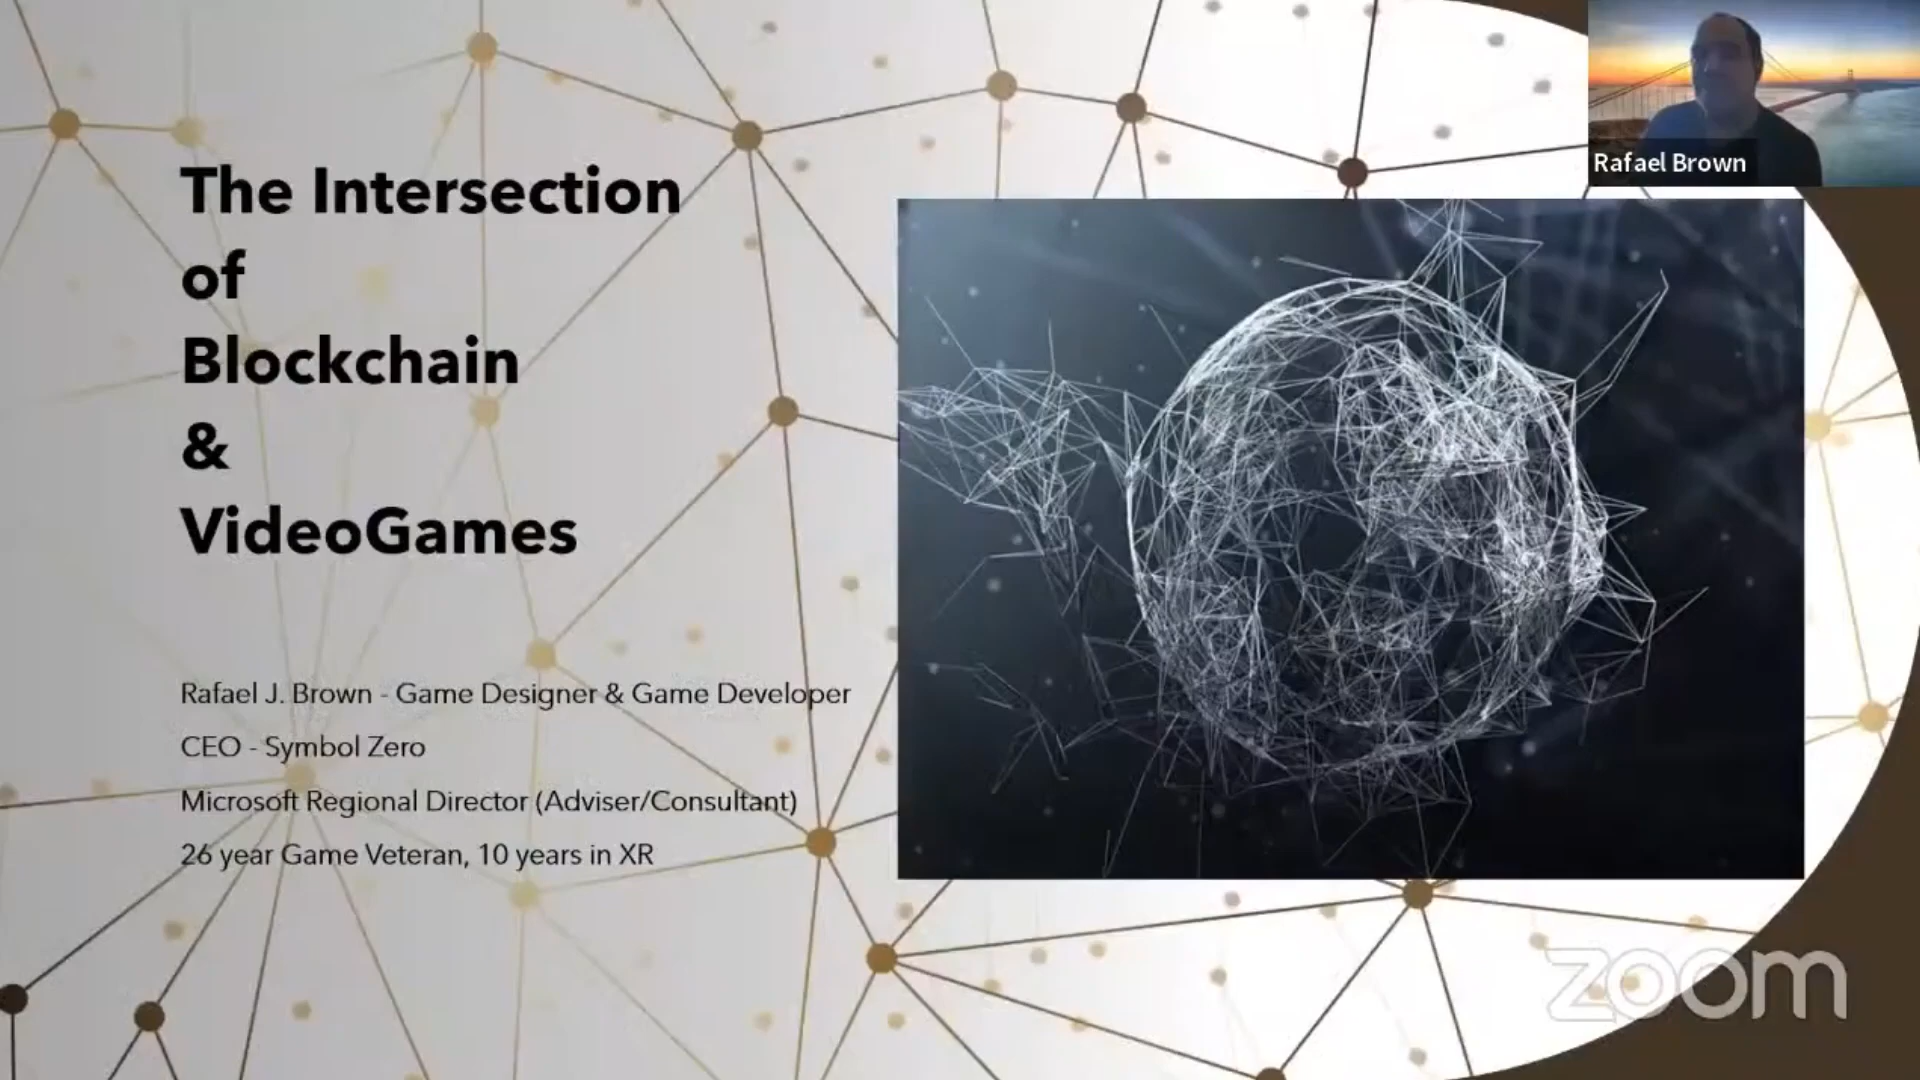 The Intersection
of
Blockchain
&
VideoGames
Rafael J. Brown - Game Designer & Game Developer
CEO - Symbol Zero
Microsoft Regional Director (Adviser/Consultant)
26 year Game Veteran, 10 years in XR
Rafael Brown
zoom